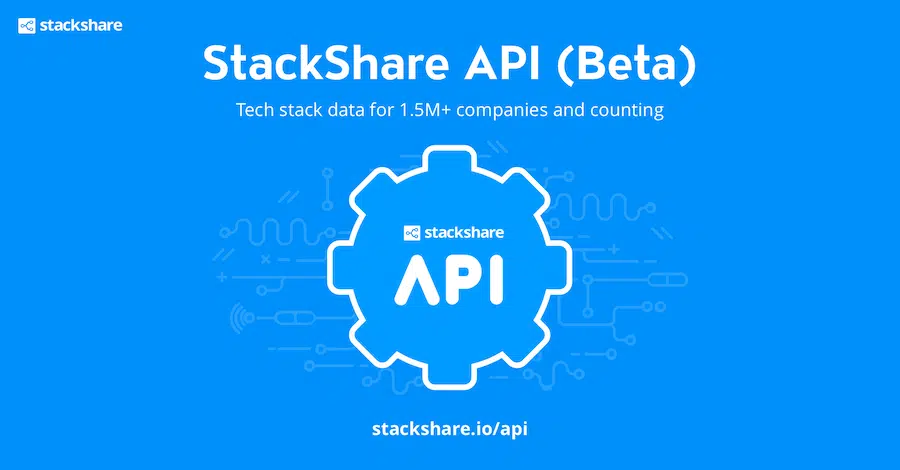 stackshare
StackShare API (Beta)
Tech stack data for 1.5M+ companies and counting
stackshare
API
stackshare.io/api